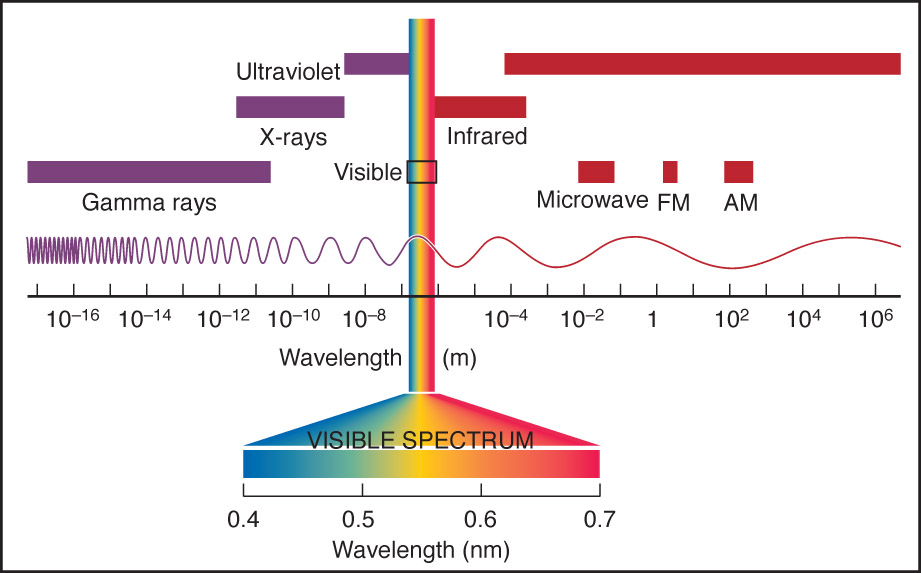 Ultraviolet
X-rays
Infrared
Visible
Gamma rays
Microwave FM AM
10⁻¹⁶ 10⁻¹⁴ 10⁻¹² 10⁻¹⁰ 10⁻⁸ 10⁻⁴ 10⁻² 1 10² 10⁴ 10⁶
Wavelength (m)
VISIBLE SPECTRUM
0.4 0.5 0.6 0.7
Wavelength (nm)